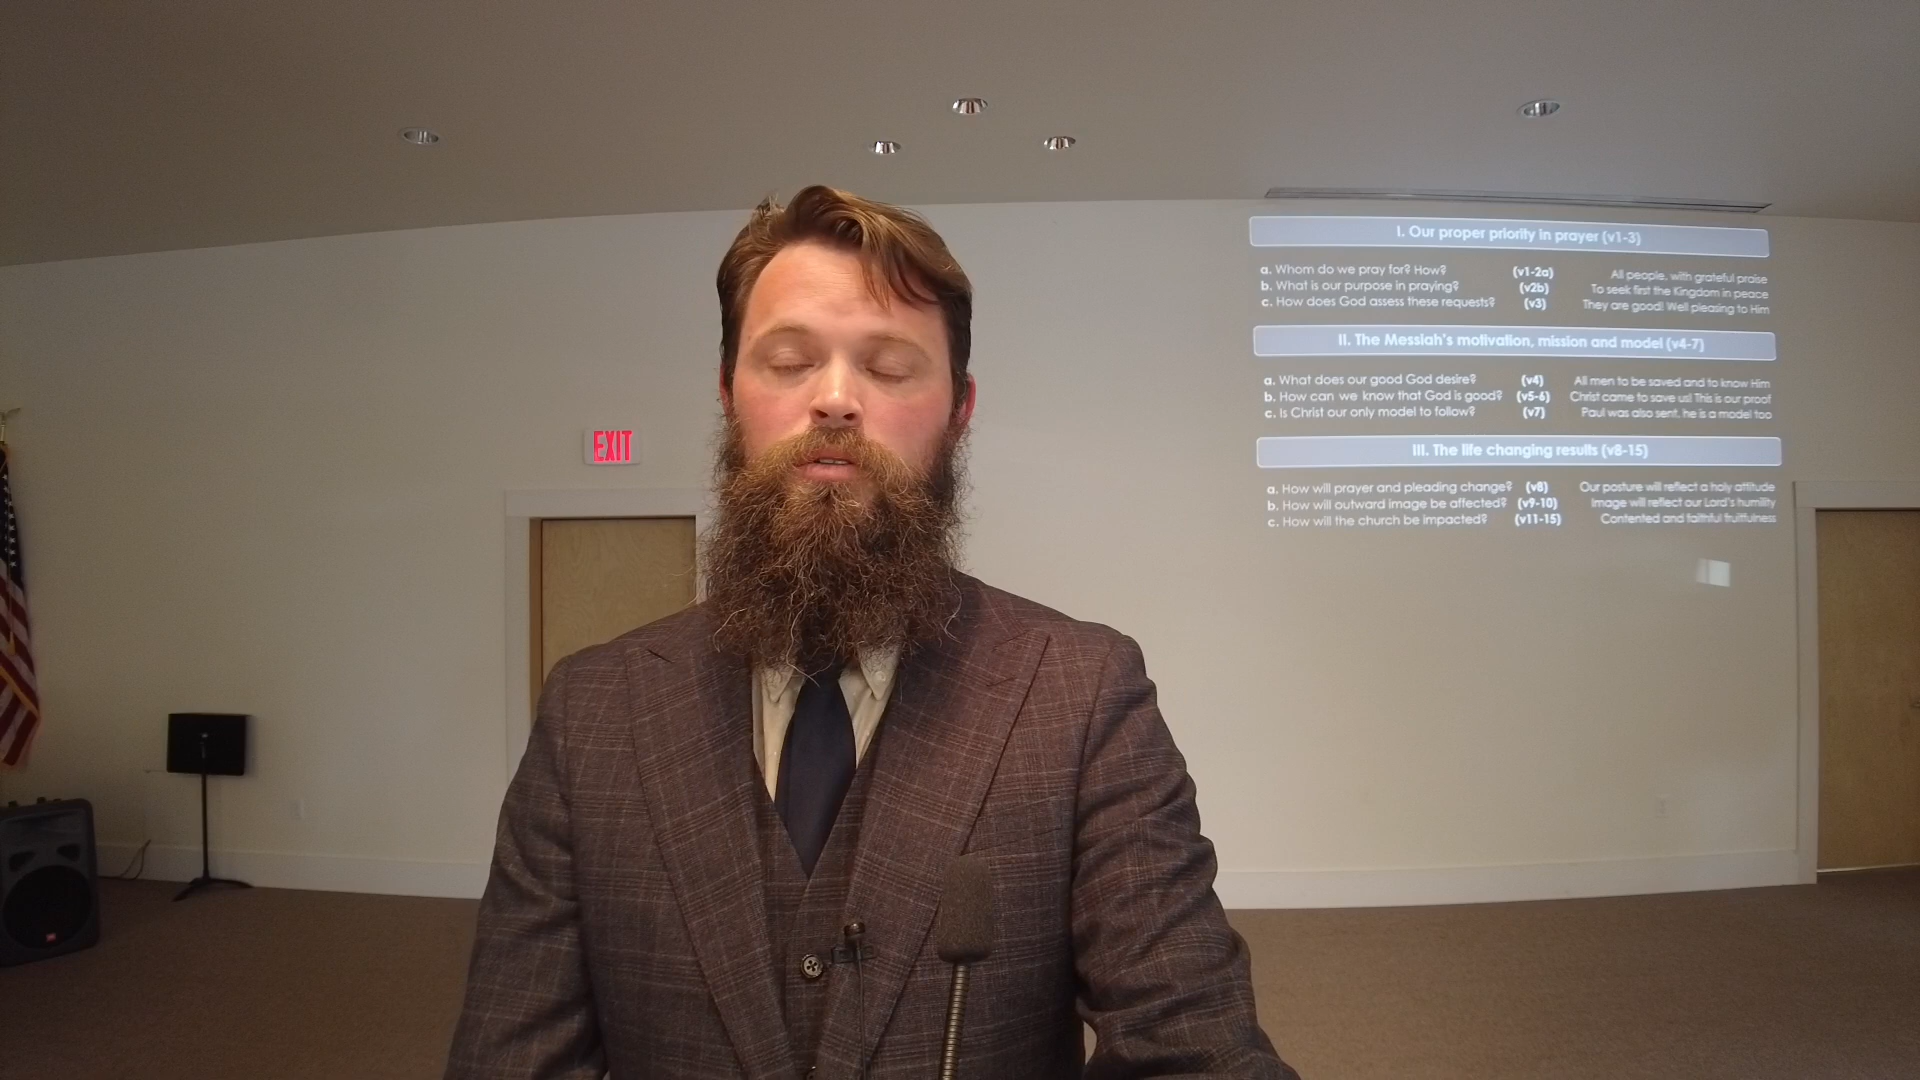 EXIT
I. Our proper priority in prayer (v1-3)
a. Whom do we pray for? How? (v1-2a) All people, with grateful praise
b. What is our purpose in praying? (v2b) To seek first the Kingdom in peace
c. How does God assess these requests? (v3) They are good! Well pleasing to Him
II. The Messiah's motivation, mission and model (v4-7)
a. What does our good God desire? (v4) All men to be saved and to know Him
b. How can we know that God is good? (v5-6) Christ came to save us! This is our proof
c. Is Christ our only model to follow? (v7) Paul was also sent, he is a model too
III. The life changing results (v8-15)
a. How will prayer and pleading change? (v8) Our posture will reflect a holy attitude
b. How will outward image be affected? (v9-10) Image will reflect our Lord's humility
c. How will the church be impacted? (v11-15) Contented and faithful fruitfulness